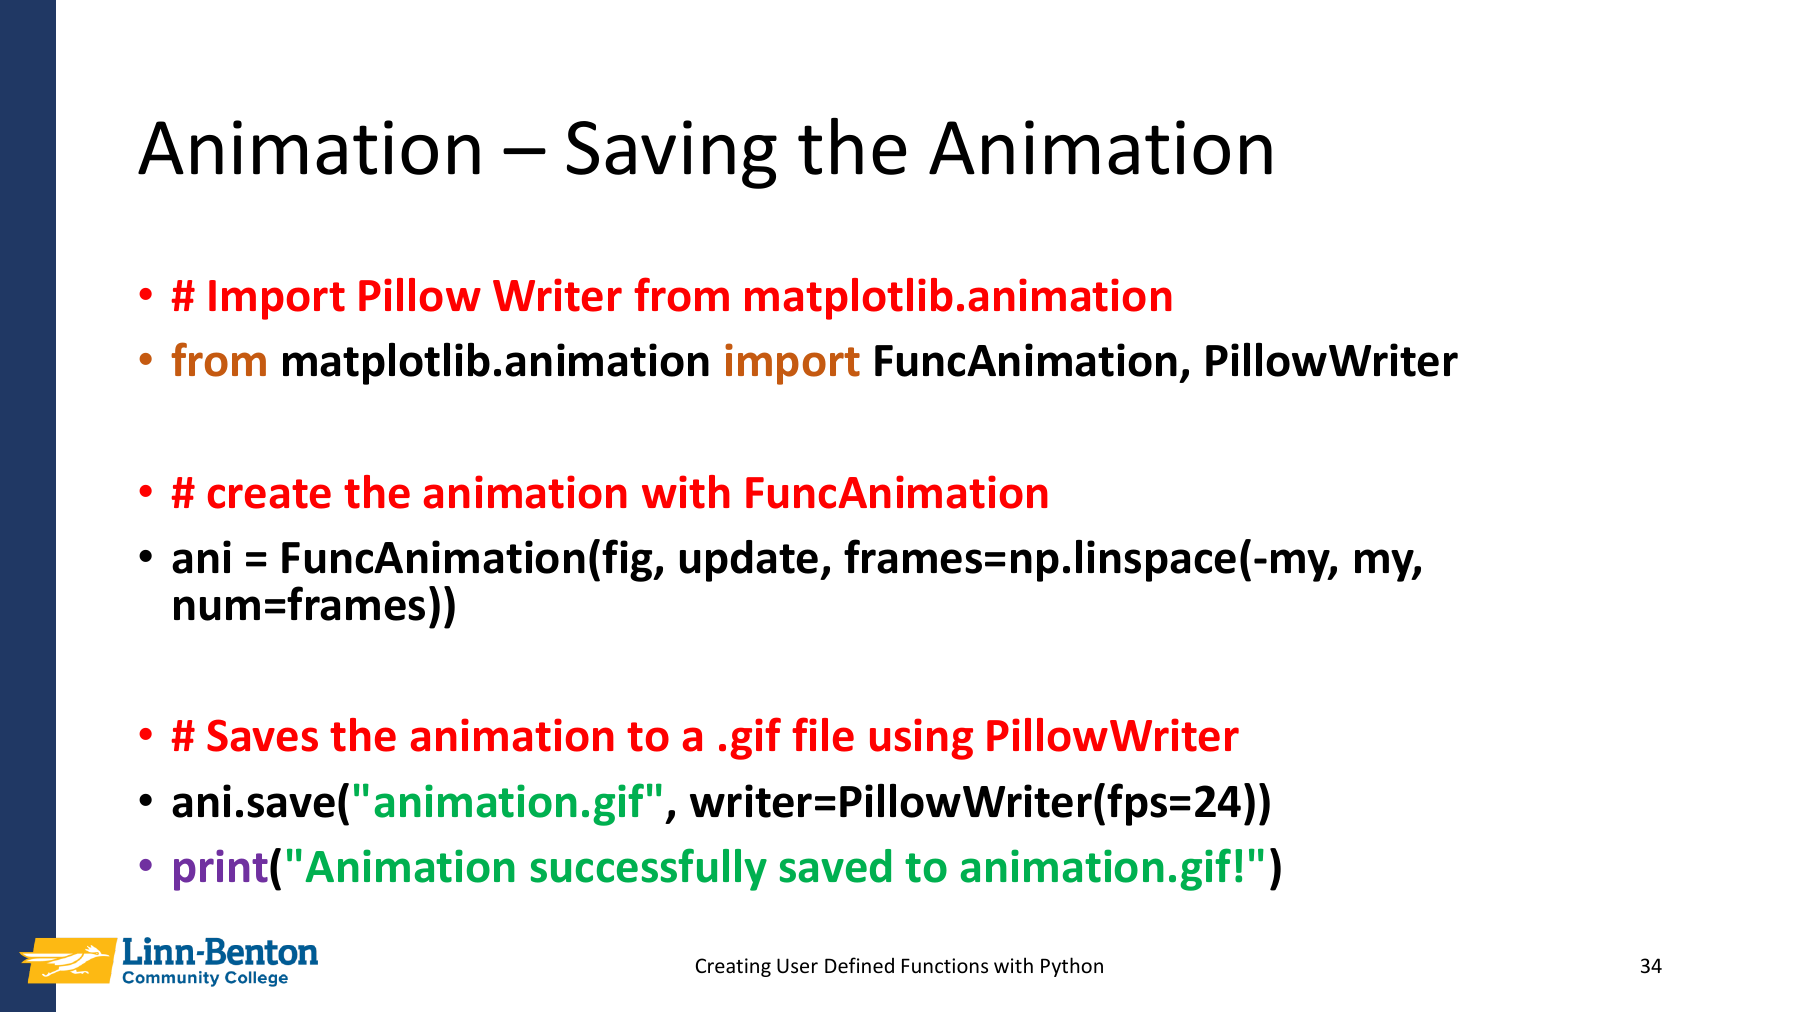 Animation – Saving the Animation
• # Import Pillow Writer from matplotlib.animation
• from matplotlib.animation import FuncAnimation, PillowWriter
• # create the animation with FuncAnimation
• ani = FuncAnimation(fig, update, frames=np.linspace(-my, my,
num=frames))
• # Saves the animation to a .gif file using PillowWriter
• ani.save("animation.gif", writer=PillowWriter(fps=24))
• print("Animation successfully saved to animation.gif!")
Linn-Benton
Community College
Creating User Defined Functions with Python
34